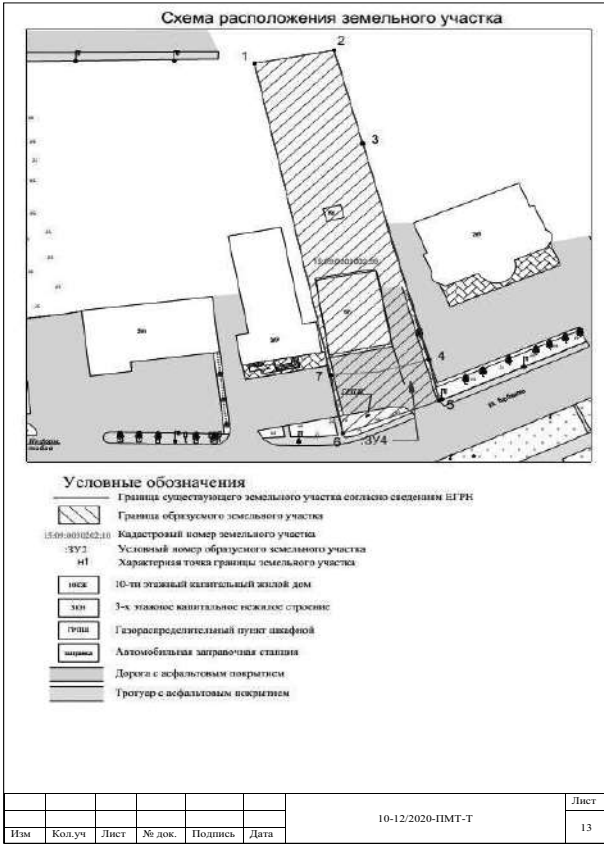 Схема расположения земельного участка
1
2
3
4
5
6
7
:ЗУ4
Условные обозначения
Граница существующего земельного участка согласно сведениям ЕГРН
Граница образуемого земельного участка
15:09:0030202:10 Кадастровый номер земельного участка
:ЗУ2 Условный номер образуемого земельного участка
н1 Характерная точка границы земельного участка
10-ти этажный капитальный жилой дом
3-х этажное капитальное нежилое строение
ГРПШ Газораспределительный пункт шкафной
заправка Автомобильная заправочная станция
Дорога с асфальтовым покрытием
Тротуар с асфальтовым покрытием
Изм Кол.уч Лист № док. Подпись Дата
10-12/2020-ПМТ-Т
Лист
13